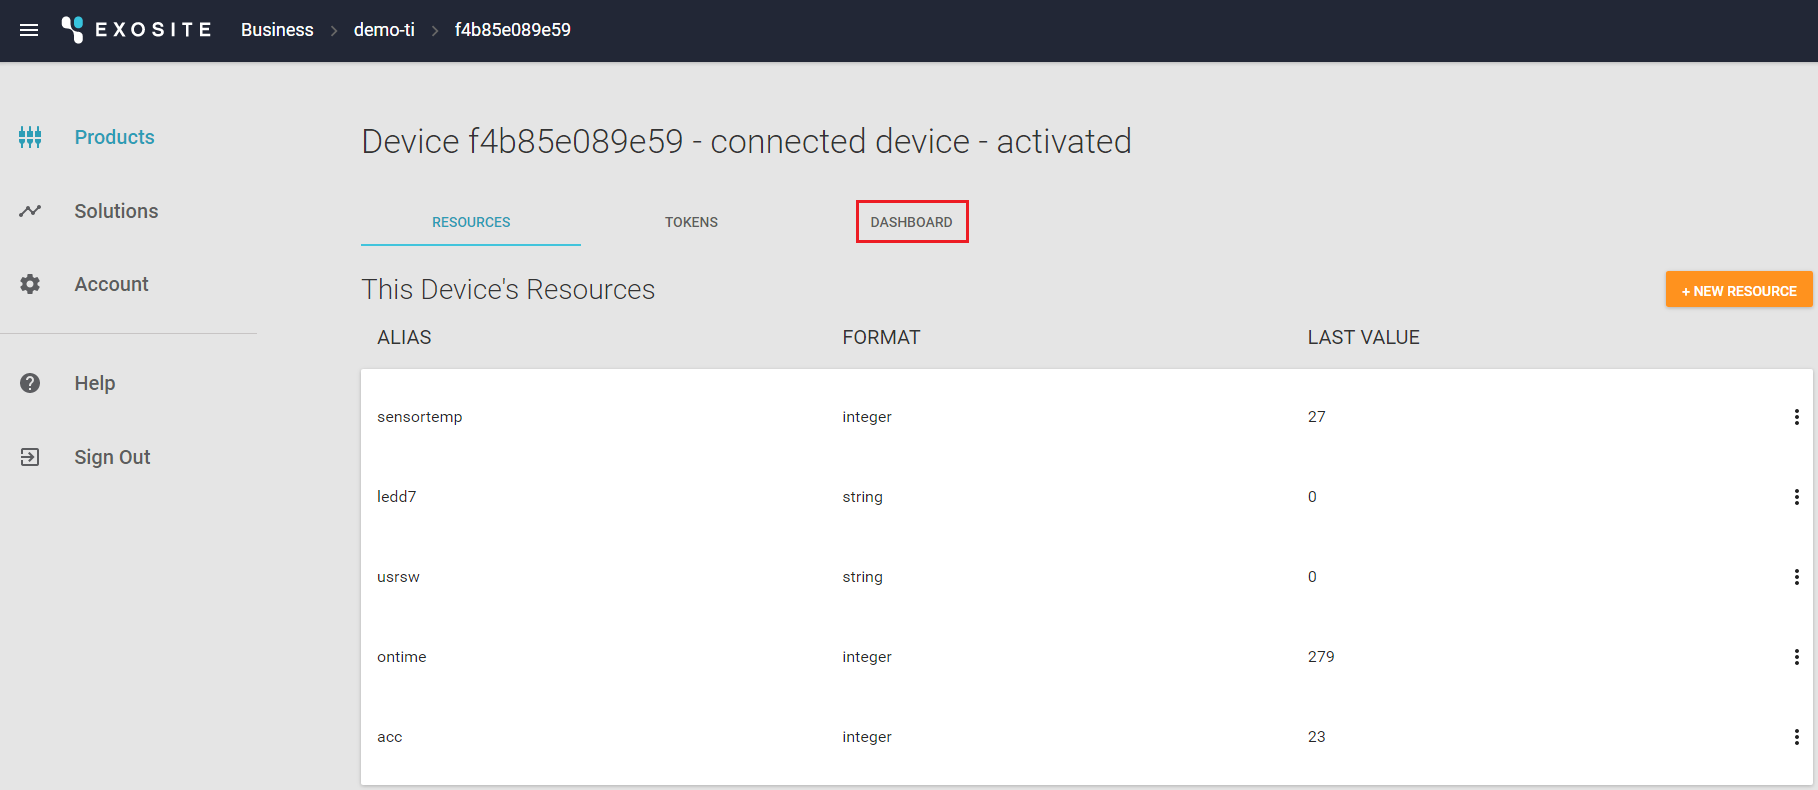 EXOSITE Business > demo-ti > f4b85e089e59
Products
Solutions
Account
Help
Sign Out
Device f4b85e089e59 - connected device - activated
RESOURCES TOKENS DASHBOARD
This Device's Resources
+ NEW RESOURCE
ALIAS FORMAT LAST VALUE
sensortemp integer 27
ledd7 string 0
usrsw string 0
ontime integer 279
acc integer 23